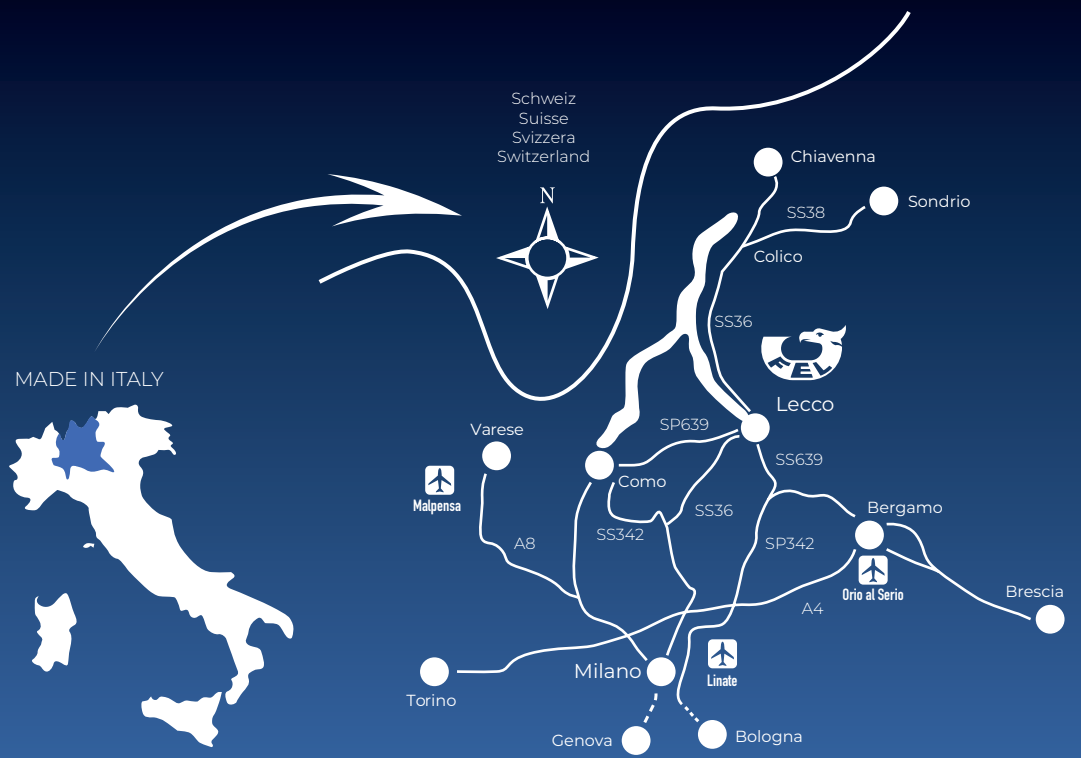 Schweiz
Suisse
Svizzera
Switzerland
N
Chiavenna
Sondrio
SS38
Colico
SS36
FEL
MADE IN ITALY
Lecco
SP639
Varese
SS639
Como
Malpensa
SS36
Bergamo
SS342
A8
SP342
Orio al Serio
Brescia
A4
Milano
Linate
Torino
Genova
Bologna